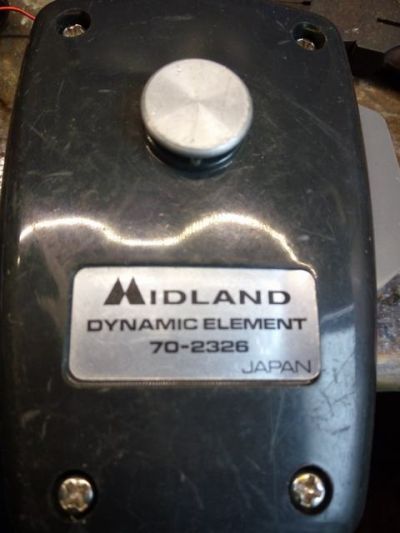 MIDLAND
DYNAMIC ELEMENT
70-2326
JAPAN